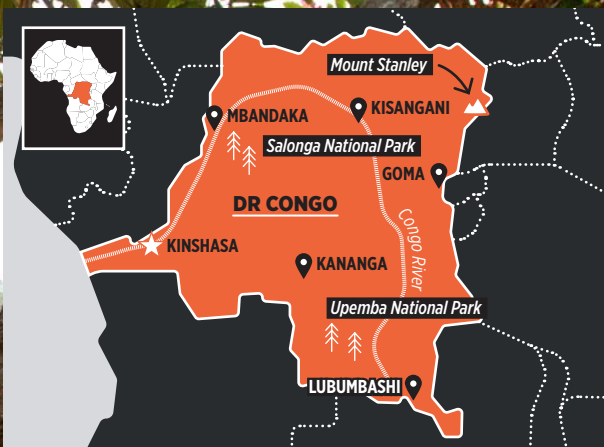 Mount Stanley
MBANDAKA
KISANGANI
Salonga National Park
GOMA
DR CONGO
Congo River
KINSHASA
KANANGA
Upemba National Park
LUBUMBASHI